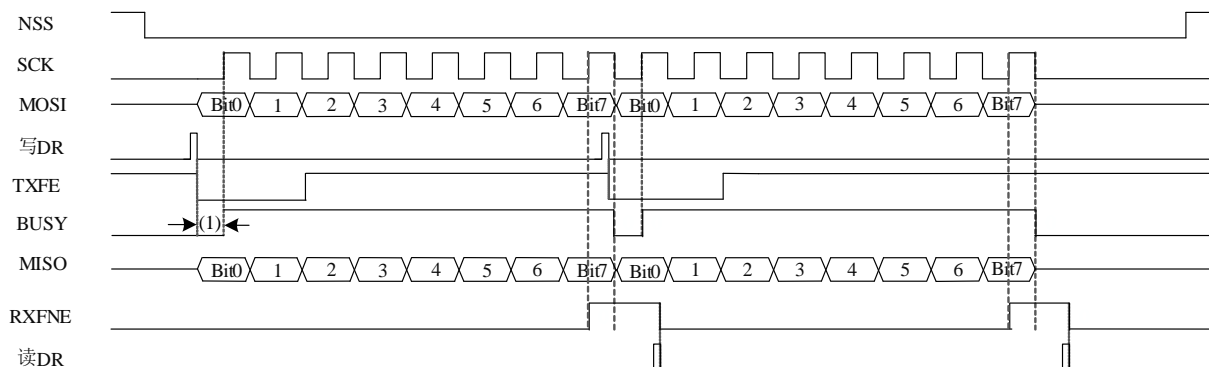 NSS
SCK
MOSI Bit0 1 2 3 4 5 6 Bit7 Bit0 1 2 3 4 5 6 Bit7
写DR
TXFE
BUSY (1)
MISO Bit0 1 2 3 4 5 6 Bit7 Bit0 1 2 3 4 5 6 Bit7
RXFNE
读DR